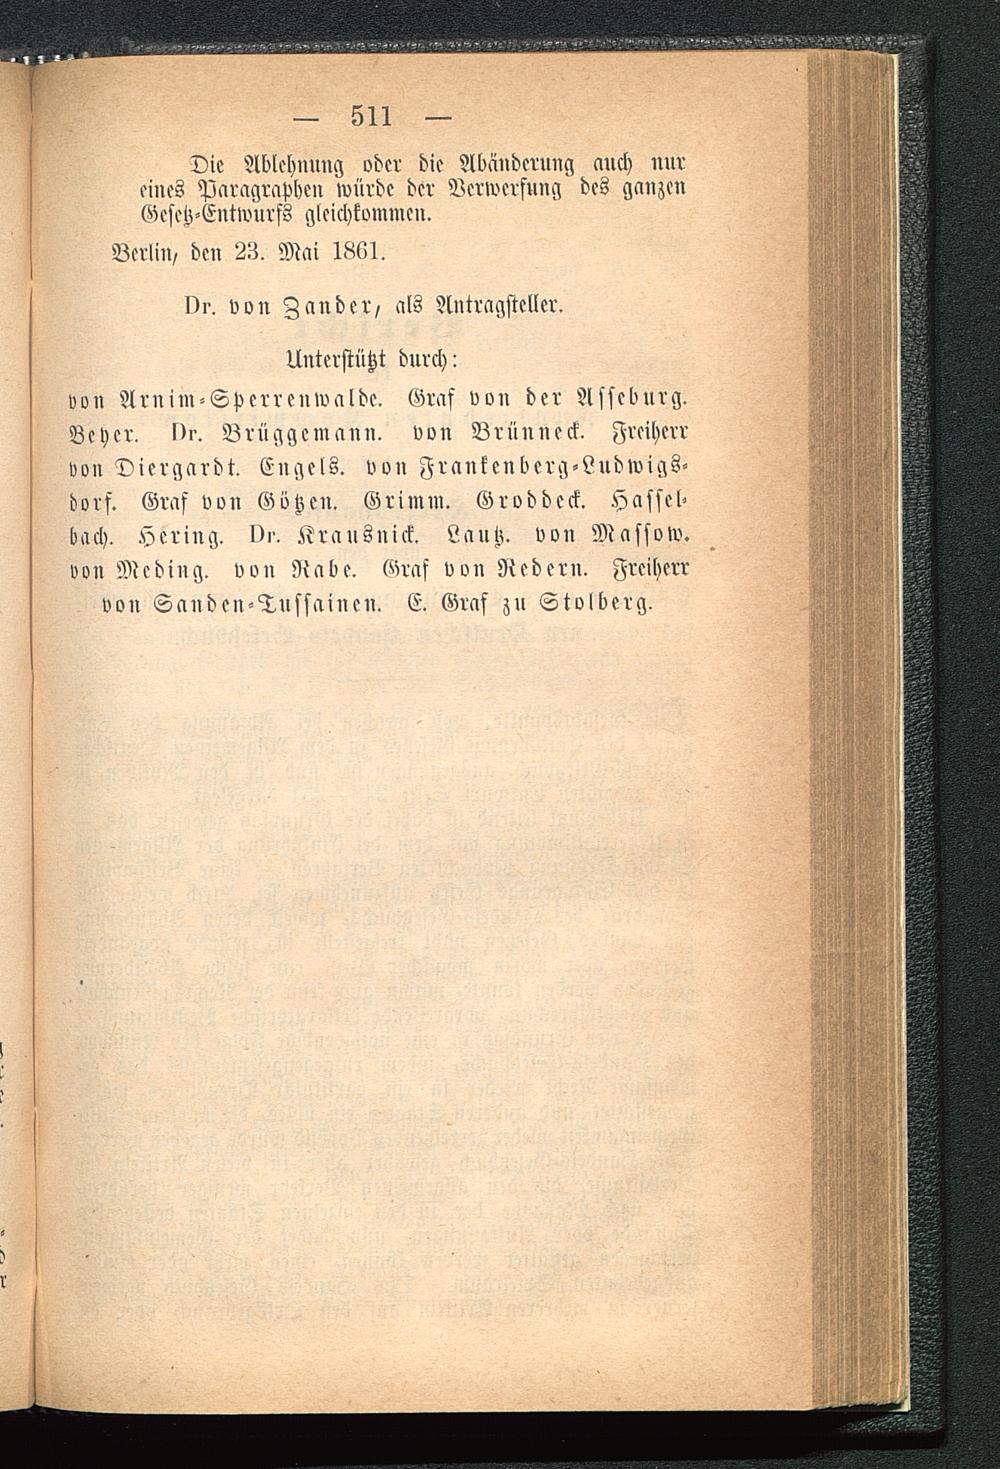 — 511 —
Die Ablehnung oder die Abänderung auch nur
eines Paragraphen würde der Verwerfung des ganzen
Gesetz-Entwurfs gleichkommen.
Berlin, den 23. Mai 1861.
Dr. von Zander, als Antragsteller.
Unterstützt durch:
von Arnim-Sperrenwalde. Graf von der Asseburg.
Beyer. Dr. Brüggemann. von Brünneck. Freiherr
von Diergardt. Engels. von Frankenberg-Ludwigs-
dorf. Graf von Götzen. Grimm. Groddeck. Hassel-
bach. Hering. Dr. Krausnick. Lautz. von Massow.
von Meding. von Rabe. Graf von Redern. Freiherr
von Sanden-Tussainen. E. Graf zu Stolberg.